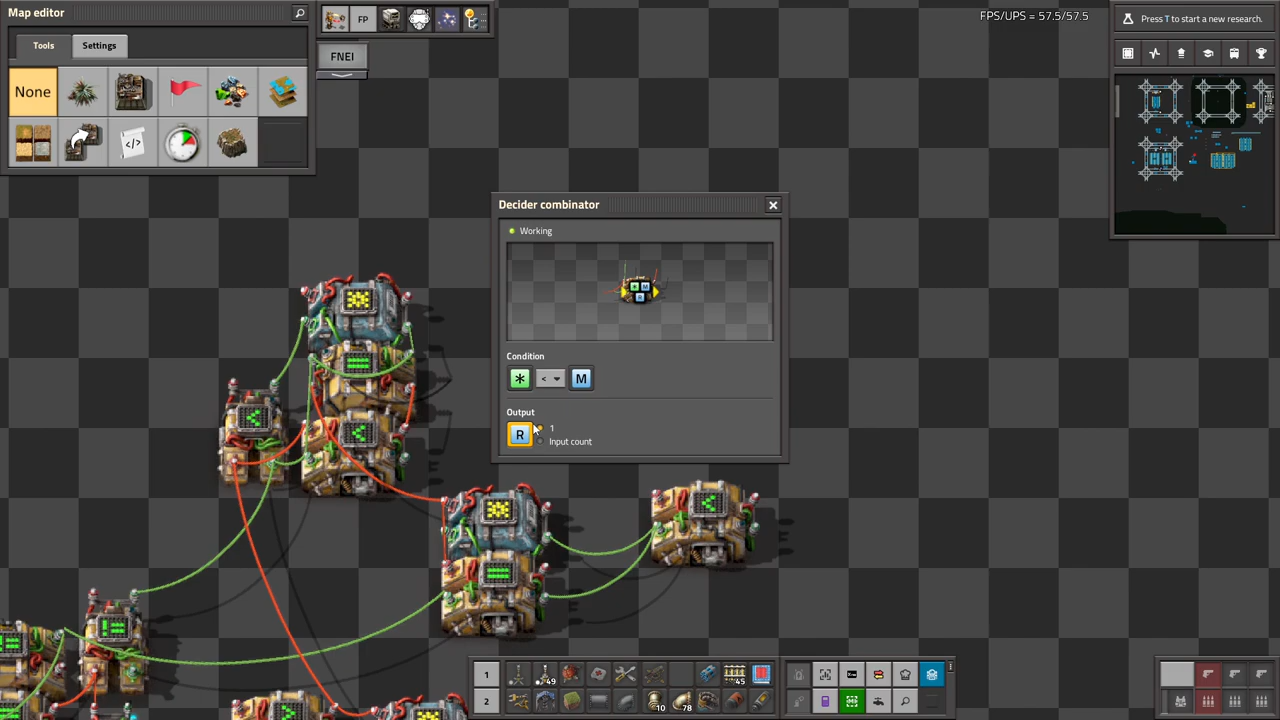 Map editor
FP
FPS/UPS = 57.5/57.5
Press T to start a new research.
Tools
Settings
FNEI
None
</>
Decider combinator
Working
Condition
* < M
Output
R
1
Input count
1
49
45
2
10
78